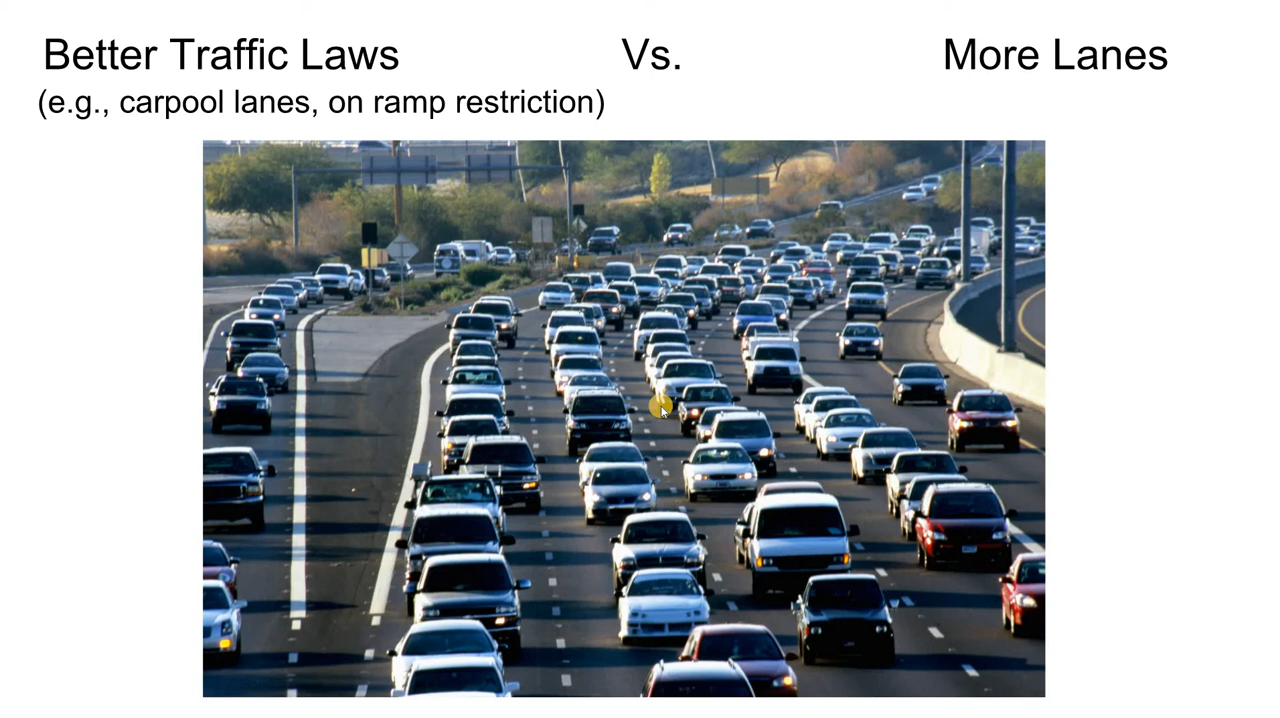 Better Traffic Laws Vs. More Lanes
(e.g., carpool lanes, on ramp restriction)